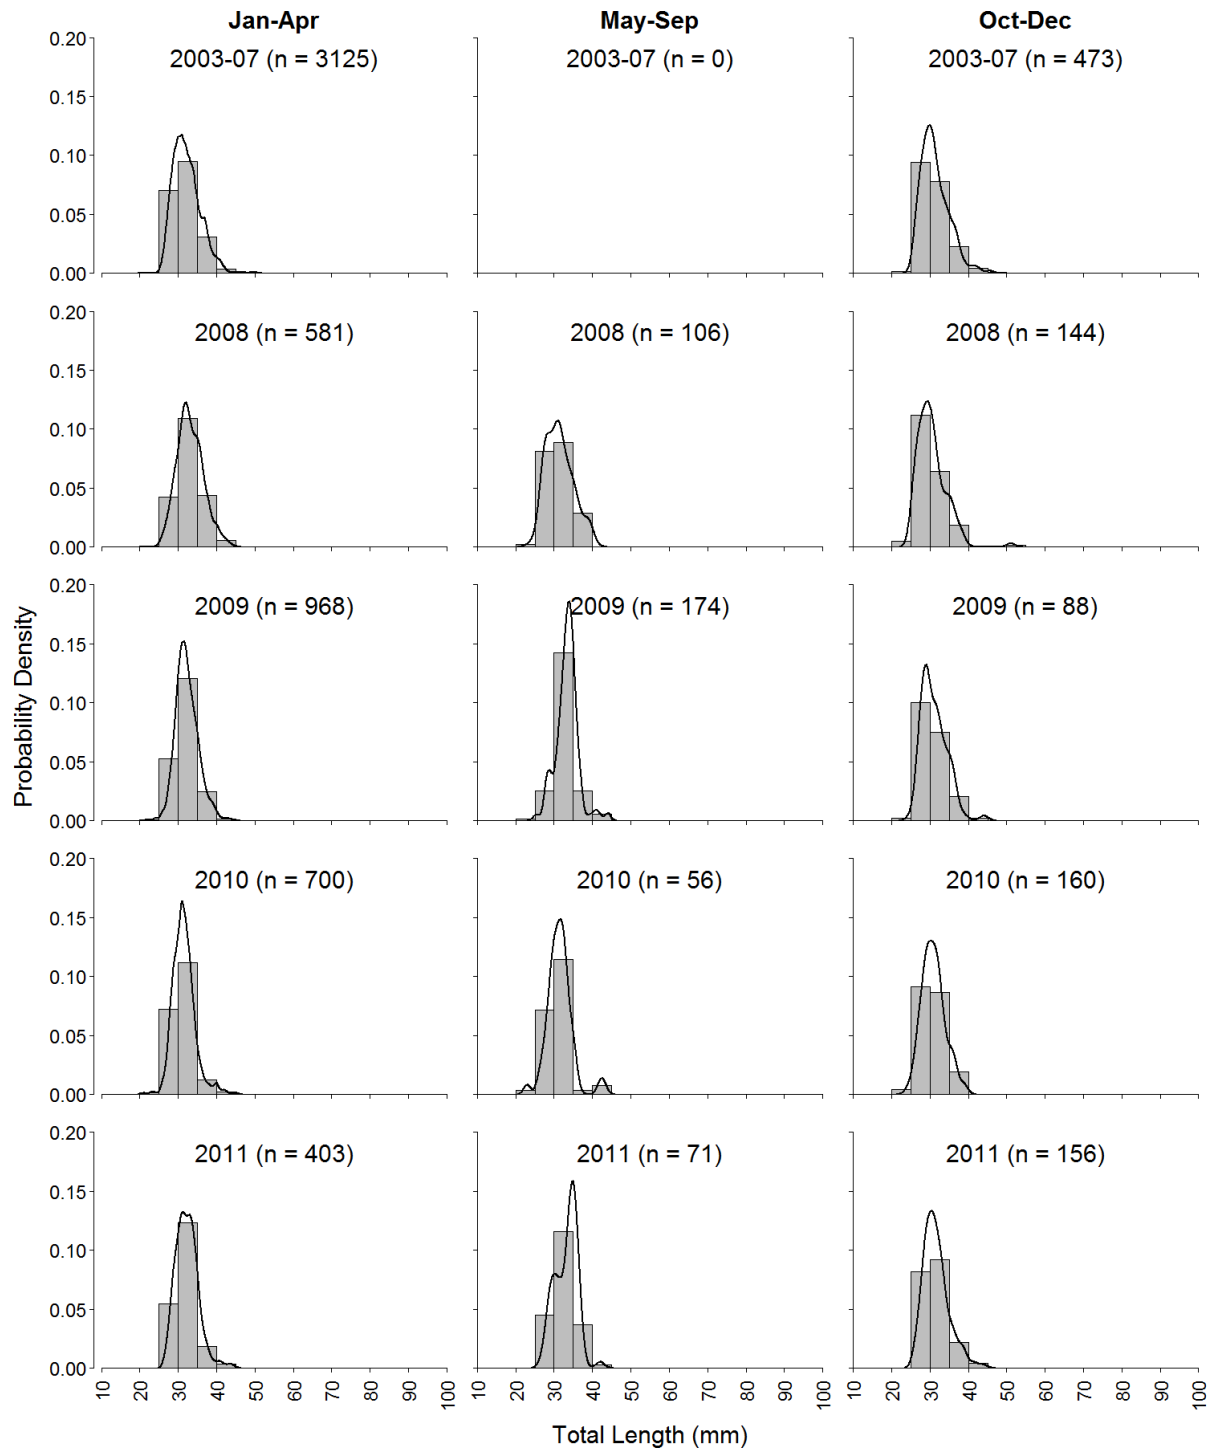 Jan-Apr May-Sep Oct-Dec
0.20
2003-07 (n = 3125) 2003-07 (n = 0) 2003-07 (n = 473)
0.15
0.10
0.05
0.00
0.20
2008 (n = 581) 2008 (n = 106) 2008 (n = 144)
0.15
0.10
0.05
0.00
0.20
2009 (n = 968) 2009 (n = 174) 2009 (n = 88)
0.15
0.10
0.05
0.00
Probability Density
0.20
2010 (n = 700) 2010 (n = 56) 2010 (n = 160)
0.15
0.10
0.05
0.00
0.20
2011 (n = 403) 2011 (n = 71) 2011 (n = 156)
0.15
0.10
0.05
0.00
10 20 30 40 50 60 70 80 90 100 10 20 30 40 50 60 70 80 90 100 10 20 30 40 50 60 70 80 90 100
Total Length (mm)